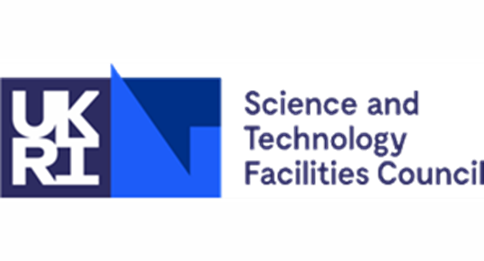 UK
RI
Science and
Technology
Facilities Council